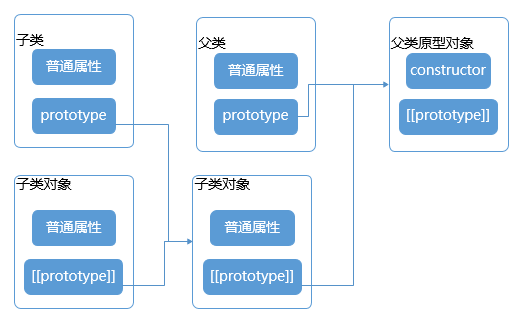 子类
普通属性
prototype
父类
普通属性
prototype
父类原型对象
constructor
[[prototype]]
子类对象
普通属性
[[prototype]]
子类对象
普通属性
[[prototype]]